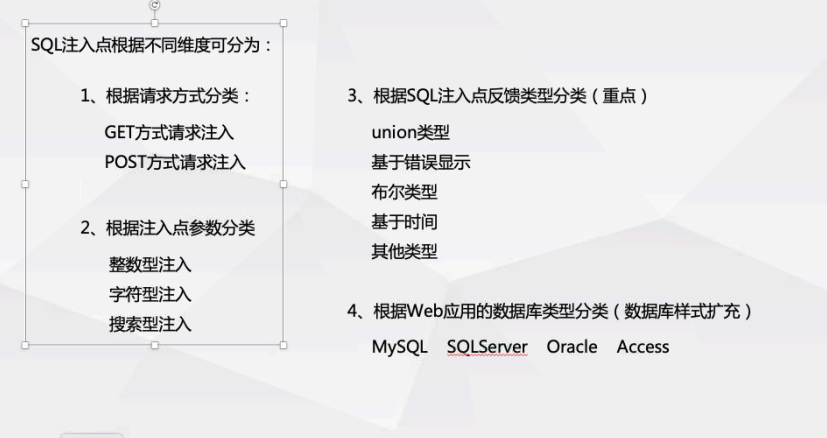 SQL注入点根据不同维度可分为：
1、根据请求方式分类：
GET方式请求注入
POST方式请求注入
2、根据注入点参数分类
整数型注入
字符型注入
搜索型注入
3、根据SQL注入点反馈类型分类（重点）
union类型
基于错误显示
布尔类型
基于时间
其他类型
4、根据Web应用的数据库类型分类（数据库样式扩充）
MySQL SQLServer Oracle Access